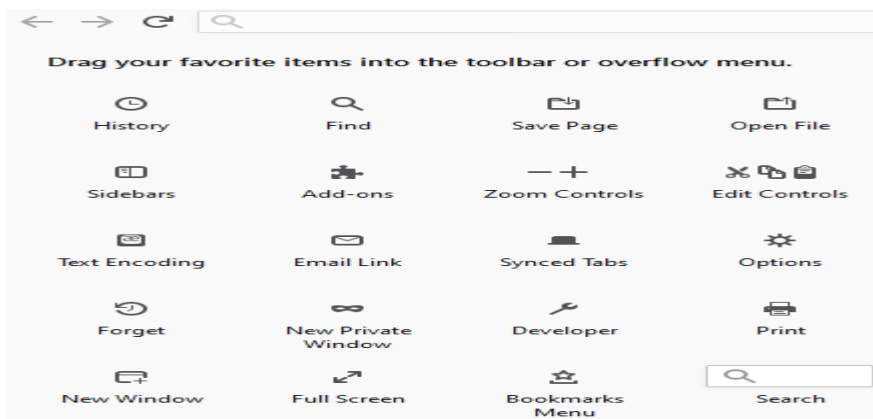 Drag your favorite items into the toolbar or overflow menu.
History Find Save Page Open File
Sidebars Add-ons Zoom Controls Edit Controls
Text Encoding Email Link Synced Tabs Options
Forget New Private Developer Print
Window
New Window Full Screen Bookmarks Search
Menu